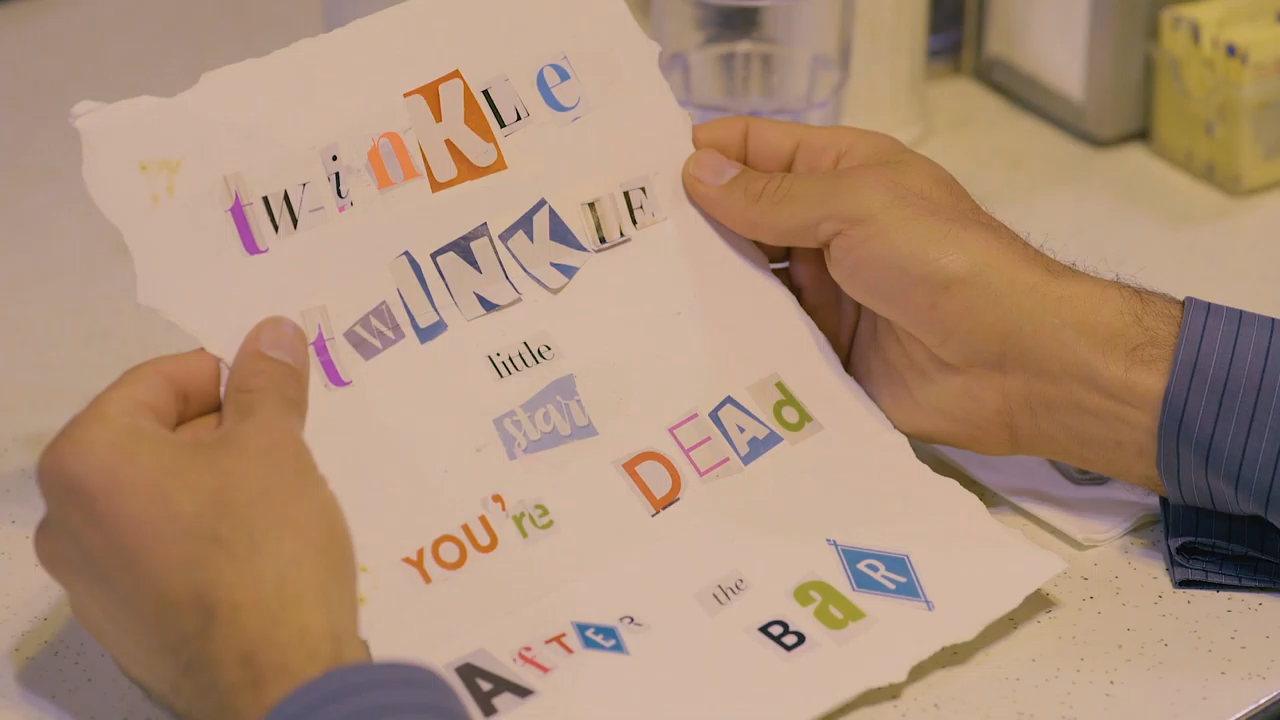 twinKLe
twINKLE
little
star
YOU're DEAD
AfTER the BaR